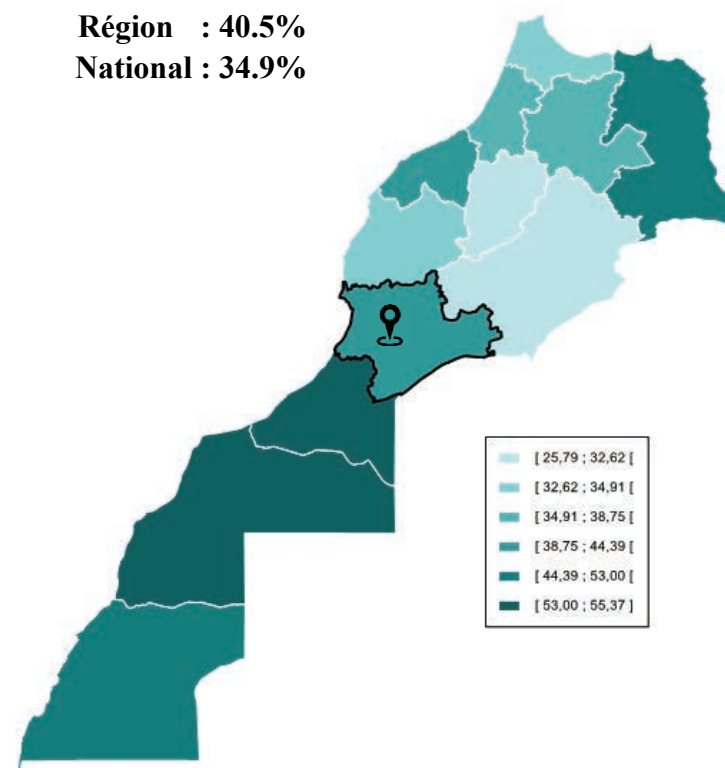 Région : 40.5%
National : 34.9%
[ 25,79 ; 32,62 [
[ 32,62 ; 34,91 [
[ 34,91 ; 38,75 [
[ 38,75 ; 44,39 [
[ 44,39 ; 53,00 [
[ 53,00 ; 55,37 ]